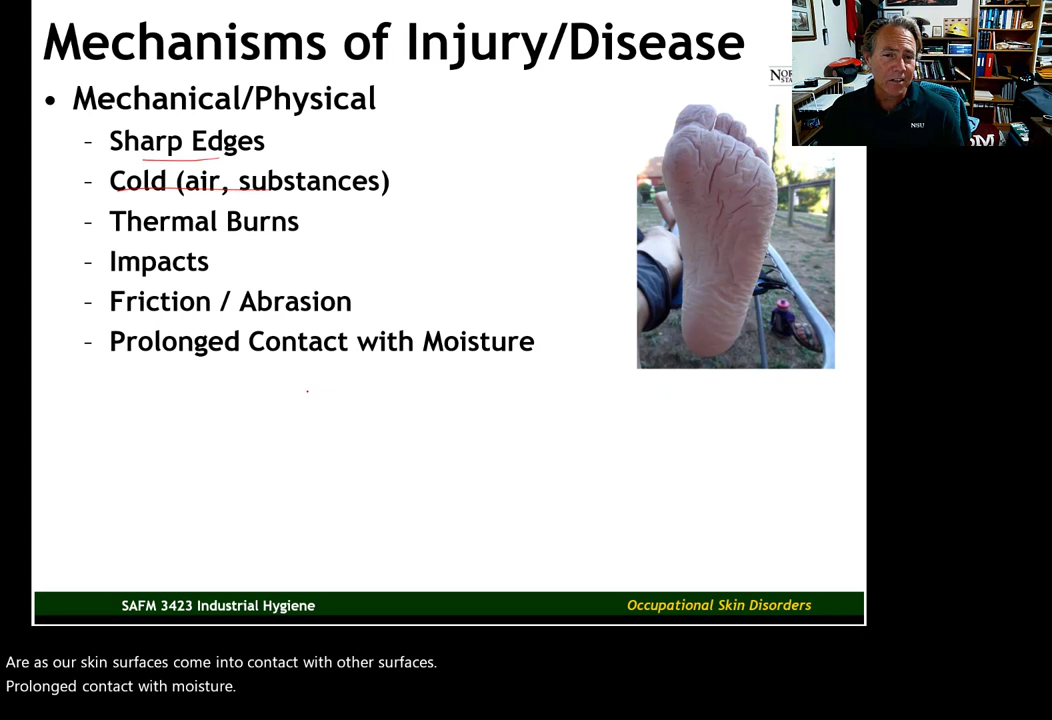 Mechanisms of Injury/Disease
• Mechanical/Physical
- Sharp Edges
- Cold (air, substances)
- Thermal Burns
- Impacts
- Friction / Abrasion
- Prolonged Contact with Moisture
NSU
SAFM 3423 Industrial Hygiene
Occupational Skin Disorders
Are as our skin surfaces come into contact with other surfaces.
Prolonged contact with moisture.